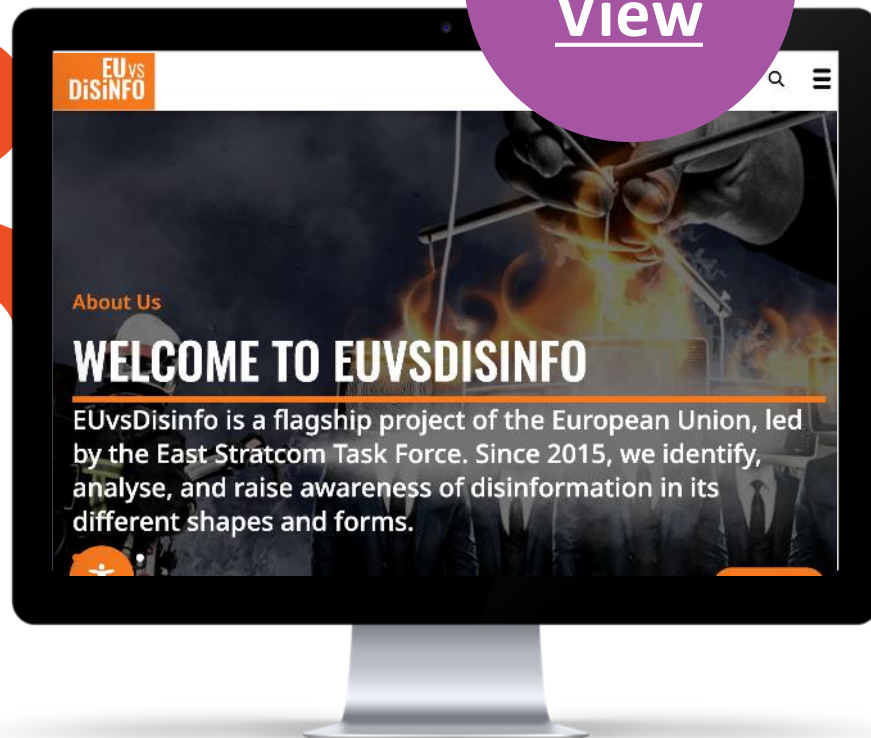 View
EUvs
DiSiNFO
About Us
WELCOME TO EUVSDISINFO
EUvsDisinfo is a flagship project of the European Union, led
by the East Stratcom Task Force. Since 2015, we identify,
analyse, and raise awareness of disinformation in its
different shapes and forms.